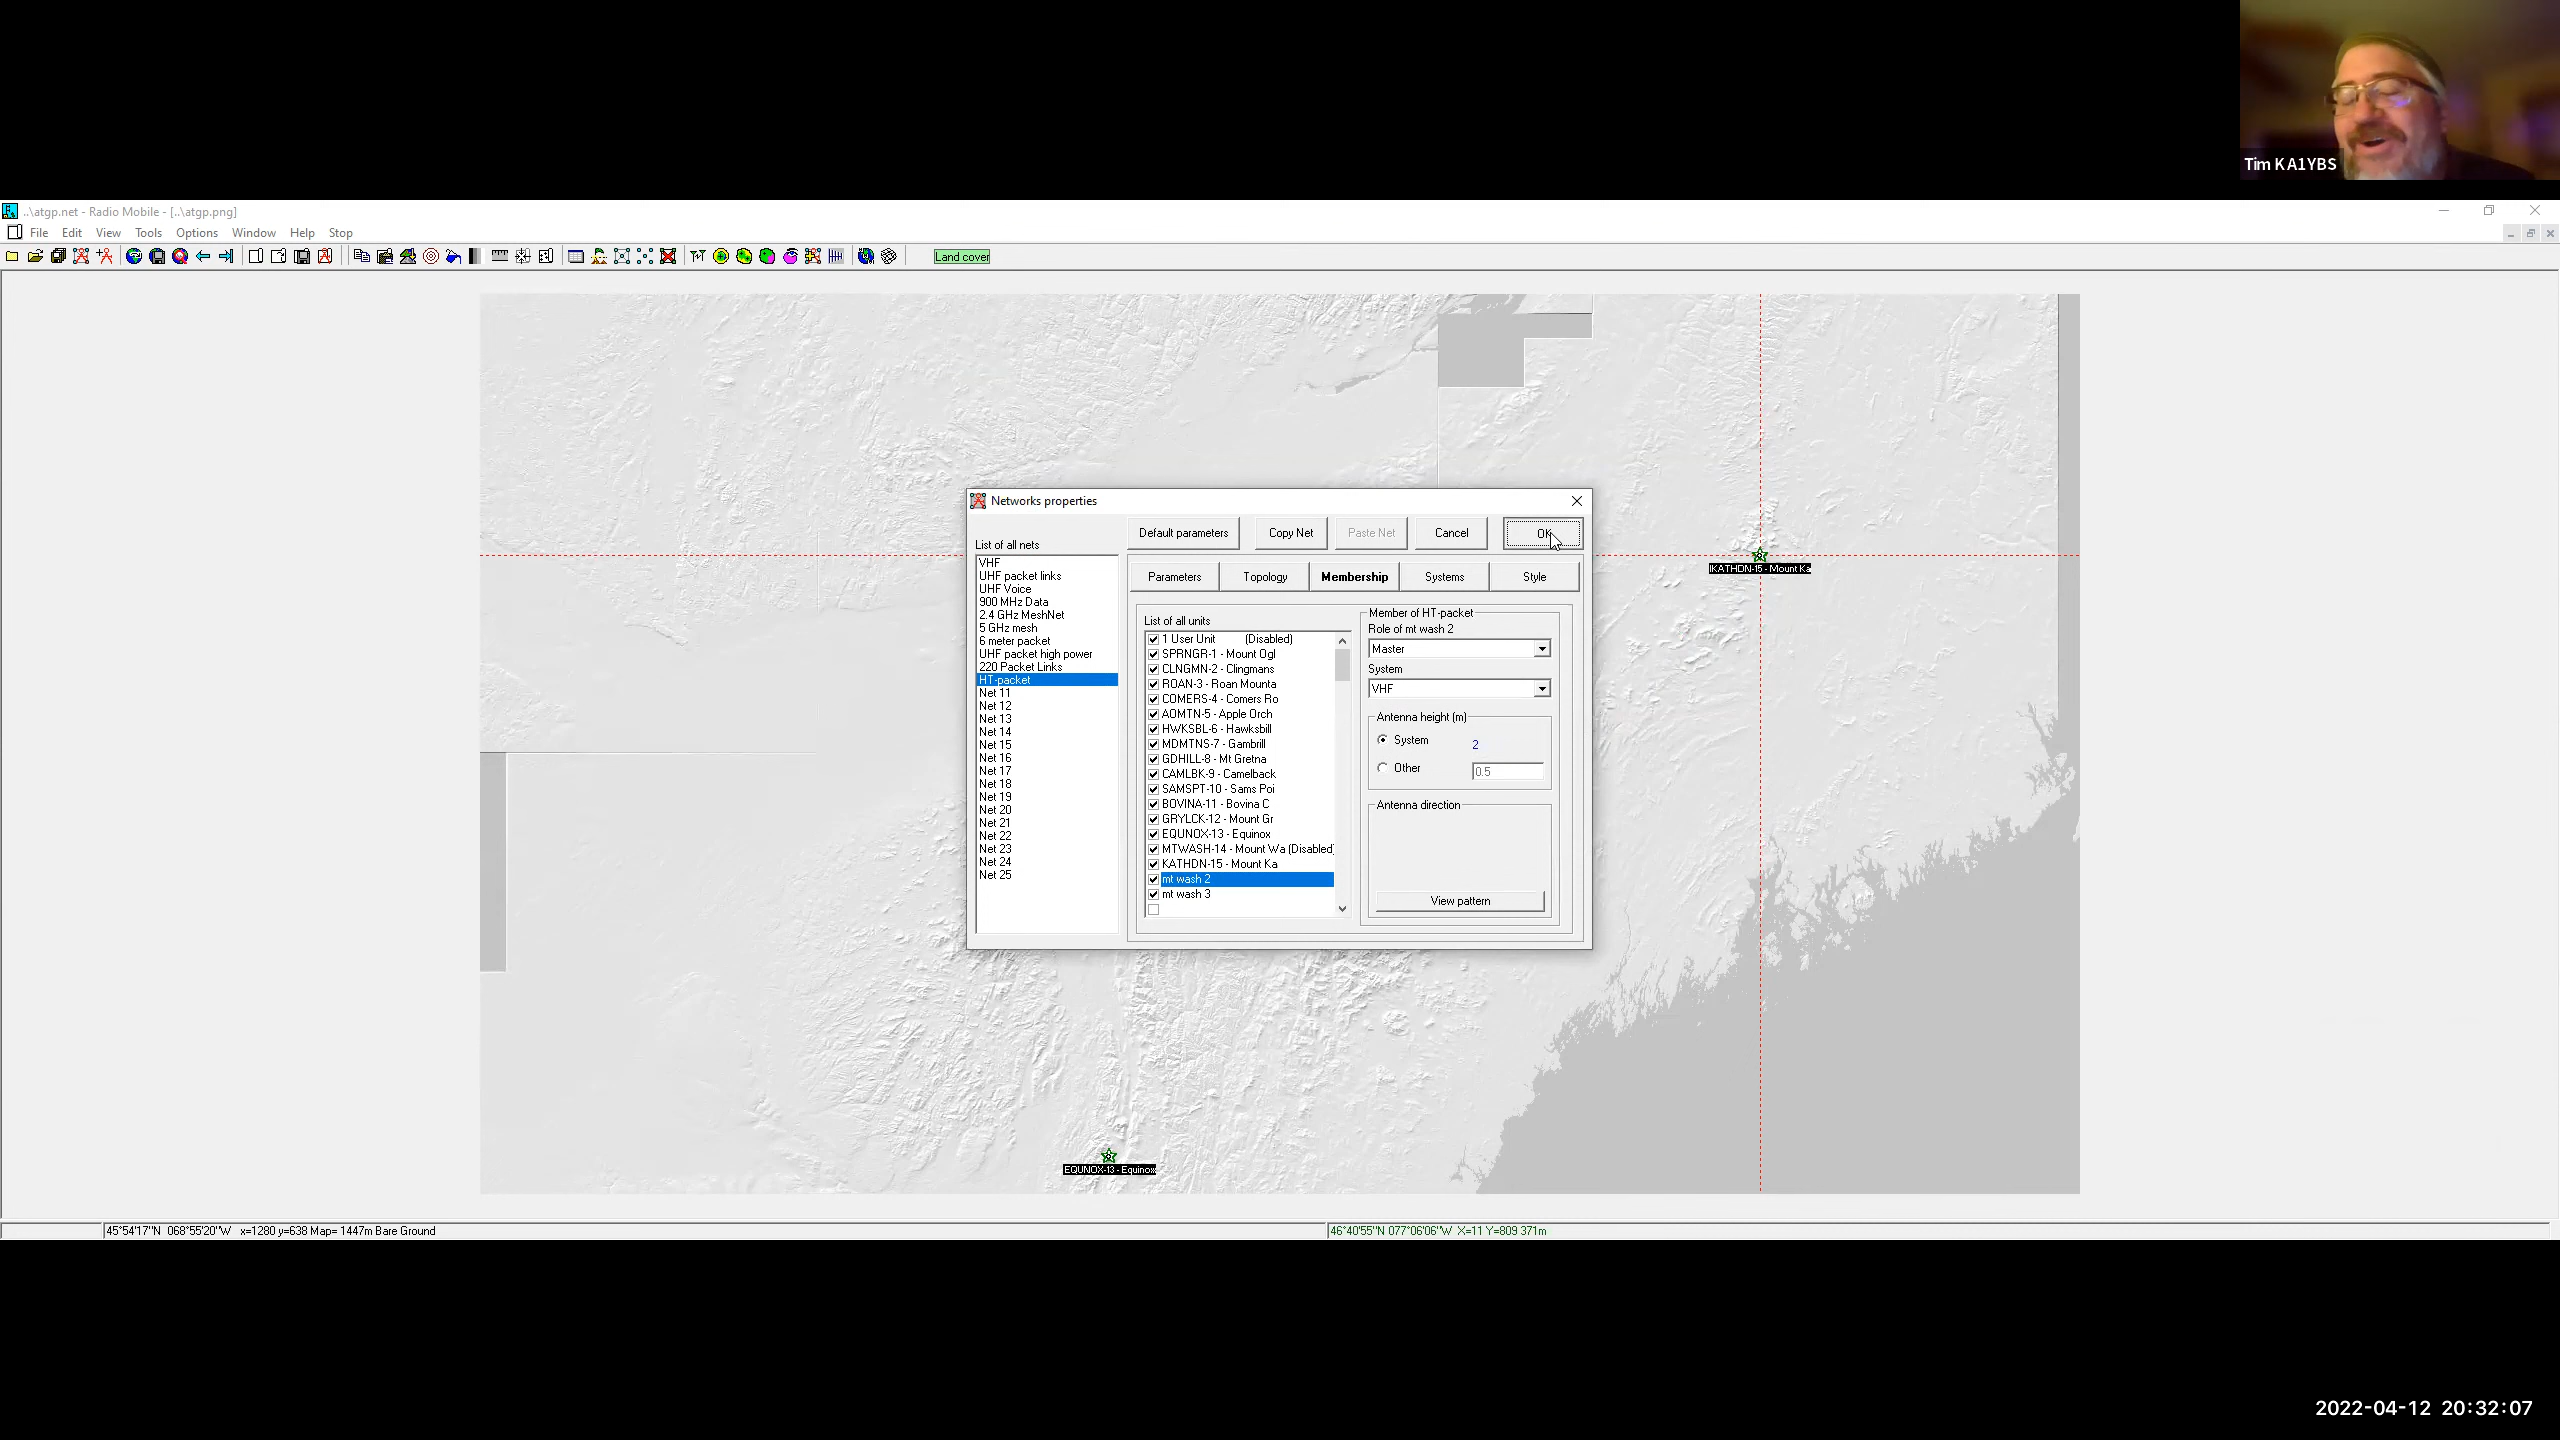 Tim KA1YBS
..\atgp.net - Radio Mobile - [..\atgp.png]
File Edit View Tools Options Window Help Stop
Land cover
Networks properties
Default parameters Copy Net Paste Net Cancel OK
List of all nets
VHF
UHF packet links
UHF Voice
900 MHz Data
2.4 GHz MeshNet
5 GHz mesh
6 meter packet
UHF packet high power
220 Packet Links
HT-packet
Net 11
Net 12
Net 13
Net 14
Net 15
Net 16
Net 17
Net 18
Net 19
Net 20
Net 21
Net 22
Net 23
Net 24
Net 25
Parameters Topology Membership Systems Style
List of all units
1 User Unit (Disabled)
SPRNGR-1 - Mount Ogl
CLNGMN-2 - Clingmans
ROAN-3 - Roan Mounta
COMERS-4 - Comers Ro
AOMTN-5 - Apple Orch
HWKSBL-6 - Hawksbill
MDMTNS-7 - Gambrill
GDHILL-8 - Mt Gretna
CAMLBK-9 - Camelback
SAMSPT-10 - Sams Poi
BOVINA-11 - Bovina C
GRYLCK-12 - Mount Gr
EQUNOX-13 - Equinox
MTWASH-14 - Mount Wa (Disabled)
KATHDN-15 - Mount Ka
mt wash 2
mt wash 3
Member of HT-packet
Role of mt wash 2
Master
System
VHF
Antenna height (m)
System 2
Other 0.5
Antenna direction
View pattern
KATHDN-15 - Mount Ka
EQUNOX-13 - Equinox
45°54'17"N 068°55'20"W x=1280 y=638 Map= 1447m Bare Ground
46°40'55"N 077°06'06"W X=11 Y=809 371m
2022-04-12 20:32:07